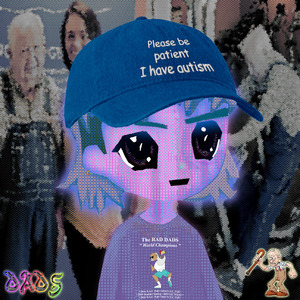 Please be
patient
I have autism
The RAD DADS
"World Champions"
DADS